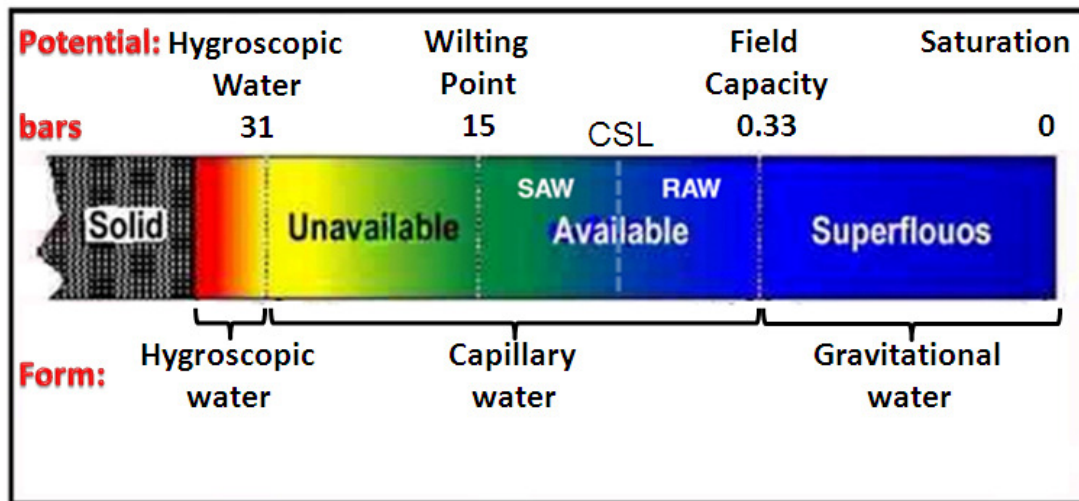 Potential: Hygroscopic Wilting Field Saturation
Water Point Capacity
bars 31 15 CSL 0.33 0
SAW RAW
Solid Unavailable Available Superflouos
Hygroscopic Capillary Gravitational
Form: water water water